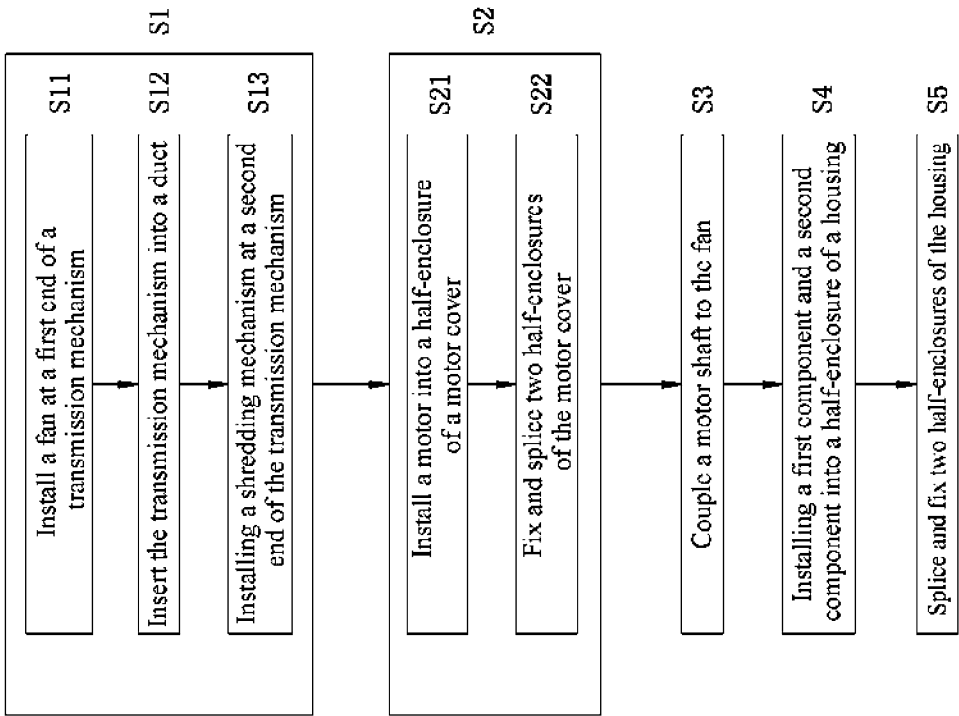 S1
Install a fan at a first end of a
transmission mechanism
S11
Insert the transmission mechanism into a duct
S12
Installing a shredding mechanism at a second
end of the transmission mechanism
S13
S2
Install a motor into a half-enclosure
of a motor cover
S21
Fix and splice two half-enclosures
of the motor cover
S22
Couple a motor shaft to the fan
S3
Installing a first component and a second
component into a half-enclosure of a housing
S4
Splice and fix two half-enclosures of the housing
S5